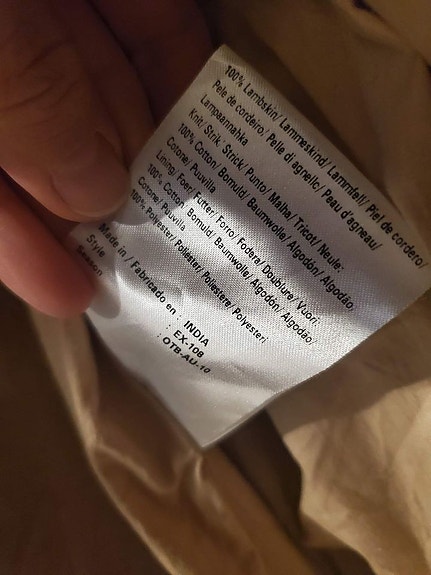 100% Lambskin/ Lammeskind/ Lammfell/ Piel de cordero/
Pele de cordeiro/ Pelle di agnello/ Peau d'agneau/
Lampaannahka
Knit/ Strik/ Strick/ Punto/ Malha/ Tricot/ Neule:
100% Cotton/ Bomuld/ Baumwolle/ Algodón/ Algodão.
Cotone/ Puuvilla
Lining/ Foer/ Futter/ Forro/ Fodera/ Doublure/ Vuori:
100% Cotton/ Bomuld/ Baumwolle/ Algodón/ Algodão.
Cotone/ Puuvilla
100% Polyester/ Poliester/ Poliestere/ Polyesteri
Made in / Fabricado en : INDIA
Style : EX-108
Season : OTB-AU-10